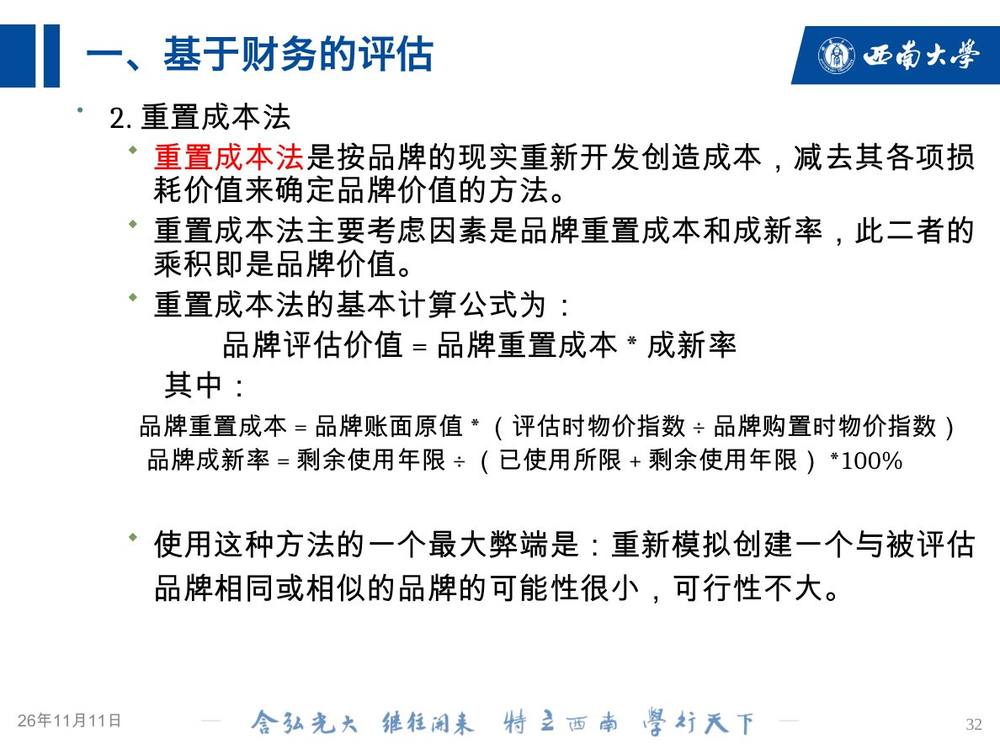 一、基于财务的评估
西南大学
2. 重置成本法
重置成本法是按品牌的现实重新开发创造成本，减去其各项损
耗价值来确定品牌价值的方法。
重置成本法主要考虑因素是品牌重置成本和成新率，此二者的
乘积即是品牌价值。
重置成本法的基本计算公式为：
品牌评估价值 = 品牌重置成本 * 成新率
其中：
品牌重置成本 = 品牌账面原值 * （评估时物价指数 ÷ 品牌购置时物价指数）
品牌成新率 = 剩余使用年限 ÷ （已使用所限 + 剩余使用年限） *100%
使用这种方法的一个最大弊端是：重新模拟创建一个与被评估
品牌相同或相似的品牌的可能性很小，可行性不大。
26年11月11日
含弘光大 继往开来 特立西南 學行天下
32